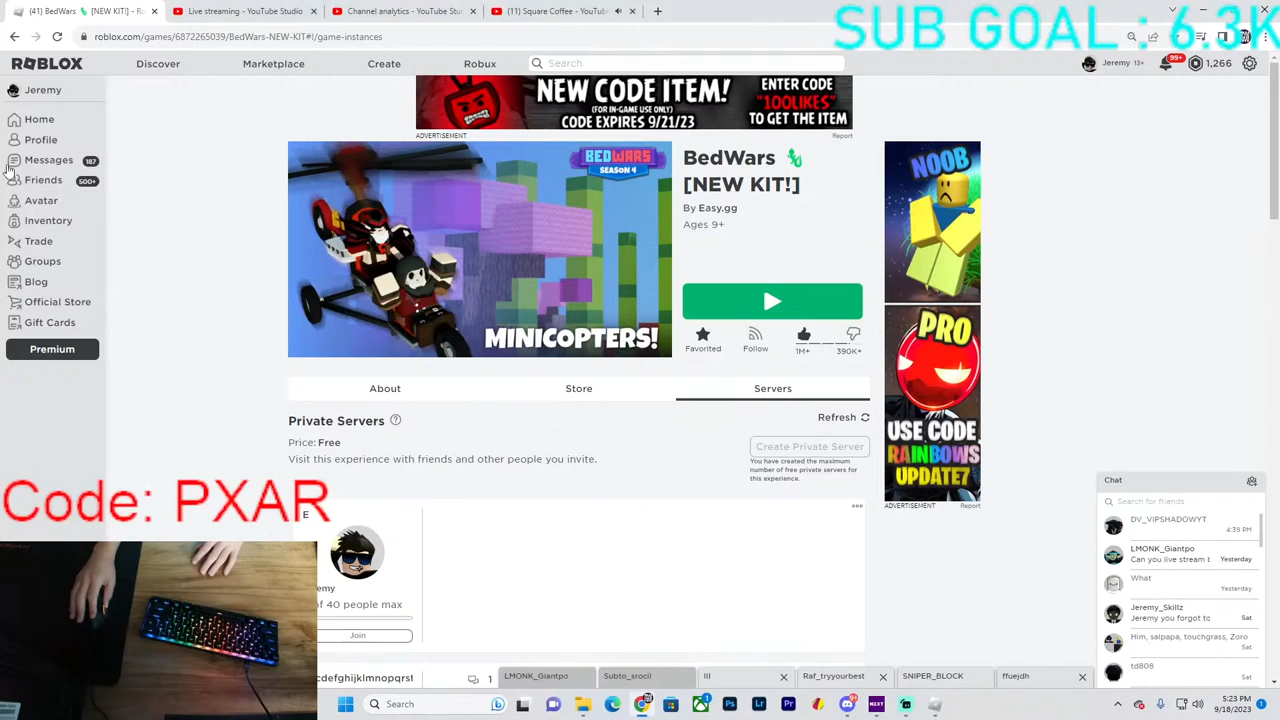 (41) BedWars [NEW KIT!] - Ro
Live streaming - YouTube Studio
Channel analytics - YouTube Stu
(11) Square Coffee - YouTube
SUB GOAL : 6.3K
roblox.com/games/6872265039/BedWars-NEW-KIT#!/game-instances
ROBLOX
Discover
Marketplace
Create
Robux
Search
Jeremy 13+
99+
1,266
Jeremy
Home
Profile
Messages 187
Friends 500+
Avatar
Inventory
Trade
Groups
Blog
Official Store
Gift Cards
Premium
NEW CODE ITEM!
(FOR IN-GAME USE ONLY)
CODE EXPIRES 9/21/23
ENTER CODE
"100LIKES"
TO GET THE ITEM
ADVERTISEMENT
Report
BEDWARS
SEASON 4
MINICOPTERS!
BedWars
[NEW KIT!]
By Easy.gg
Ages 9+
Favorited
Follow
1M+
390K+
NOOB
PRO
USE CODE
RAINBOWS
UPDATE7
ADVERTISEMENT
Report
About
Store
Servers
Private Servers
Refresh
Price: Free
Visit this experience with friends and other people you invite.
Create Private Server
You have created the maximum
number of free private servers for
this experience.
Code: PXAR
E
emy
of 40 people max
Join
cdefghijklmnopqrst
Chat
Search for friends
DV_VIPSHADOWYT
4:39 PM
LMONK_Giantpo
Can you live stream t
Yesterday
What
Yesterday
Jeremy_Skillz
Jeremy you forgot to
Sat
Him, salpapa, touchgrass, Zoro
Sat
td808
1
LMONK_Giantpo
Subto_srocil
III
Raf_tryyourbest
SNIPER_BLOCK
ffuejdh
Search
5:23 PM
9/18/2023